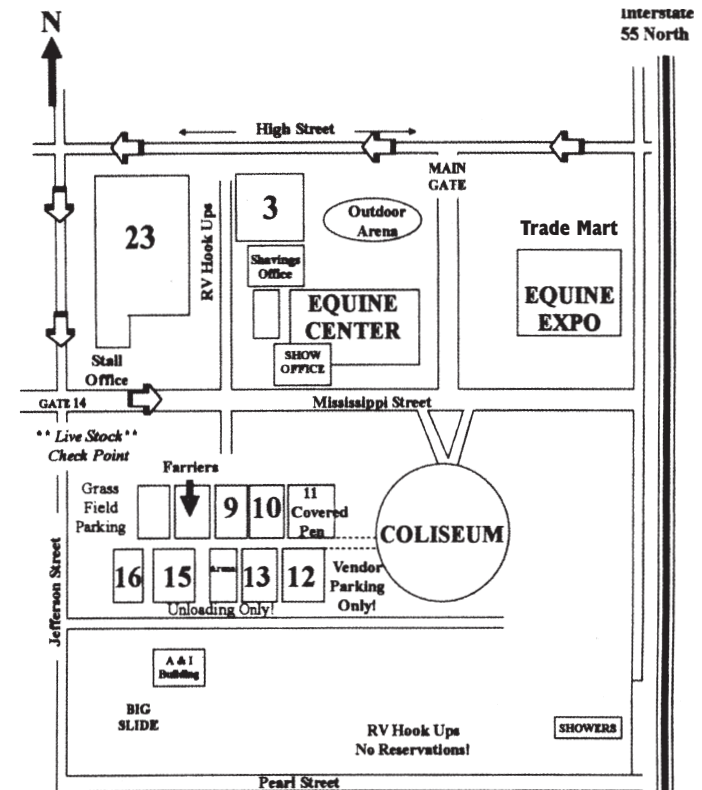 Interstate
55 North
N
High Street
MAIN
GATE
3
Outdoor
Arena
23
RV Hook Ups
Trade Mart
Shavings
Office
EQUINE
CENTER
EQUINE
EXPO
SHOW
OFFICE
Stall
Office
GATE 14
Mississippi Street
** Live Stock**
Check Point
Farriers
Grass
Field
Parking
9
10
11
Covered
Pen
COLISEUM
16
15
Arena
13
12
Vendor
Parking
Only!
Unloading Only!
Jefferson Street
A & I
Building
BIG
SLIDE
RV Hook Ups
No Reservations!
SHOWERS
Pearl Street